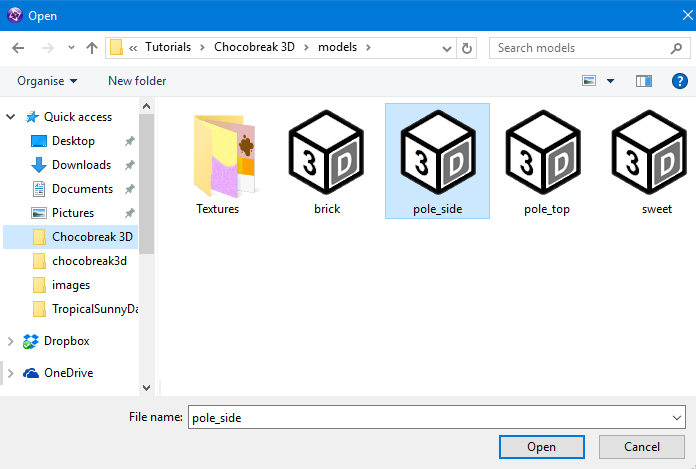 Open
« Tutorials > Chocobreak 3D > models >
Search models
Organise
New folder
?
Quick access
Desktop
Downloads
Documents
Pictures
Chocobreak 3D
chocobreak3d
images
TropicalSunnyDa
Dropbox
OneDrive
3D
3D
3D
3D
Textures
brick
pole_side
pole_top
sweet
File name:
pole_side
Open
Cancel